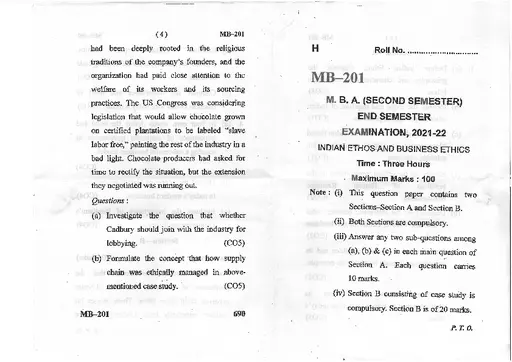 ( 4 ) MB–201
had been deeply rooted in the religious
traditions of the company's founders, and the
organization had paid close attention to the
welfare of its workers and its sourcing
practices. The US Congress was considering
legislation that would allow chocolate grown
on certified plantations to be labeled "slave
labor free," painting the rest of the industry in a
bad light. Chocolate producers had asked for
time to rectify the situation, but the extension
they negotiated was running out.
Questions :
(a) Investigate the question that whether
Cadbury should join with the industry for
lobbying. (CO5)
(b) Formulate the concept that how supply
chain was ethically managed in above-
mentioned case study. (CO5)
MB–201 690
H Roll No. ..............................
MB–201
M. B. A. (SECOND SEMESTER)
END SEMESTER
EXAMINATION, 2021-22
INDIAN ETHOS AND BUSINESS ETHICS
Time : Three Hours
Maximum Marks : 100
Note : (i) This question paper contains two
Sections–Section A and Section B.
(ii) Both Sections are compulsory.
(iii) Answer any two sub-questions among
(a), (b) & (c) in each main question of
Section A. Each question carries
10 marks.
(iv) Section B consisting of case study is
compulsory. Section B is of 20 marks.
P. T. O.